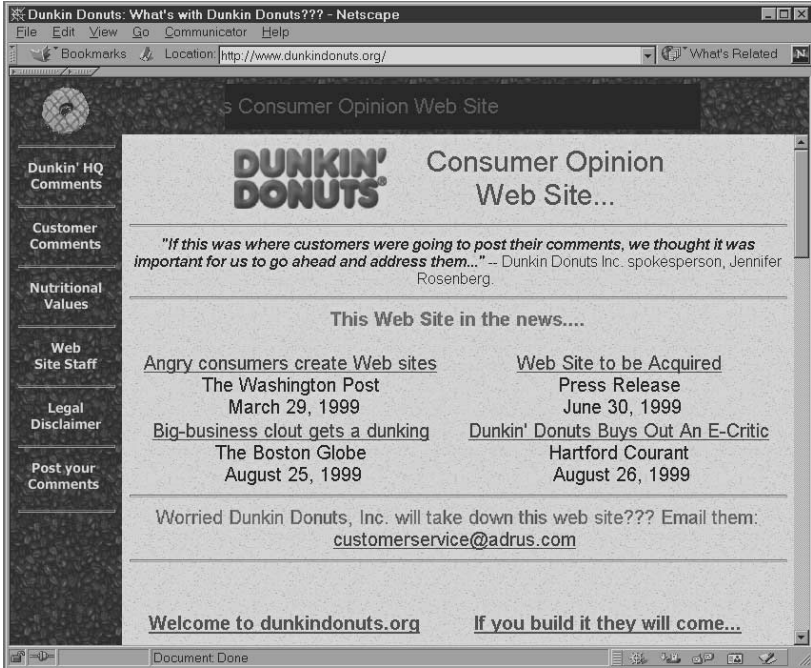 Dunkin Donuts: What's with Dunkin Donuts??? - Netscape
File Edit View Go Communicator Help
Bookmarks Location: http://www.dunkindonuts.org/ What's Related N
s Consumer Opinion Web Site
Dunkin' HQ
Comments
Customer
Comments
Nutritional
Values
Web
Site Staff
Legal
Disclaimer
Post your
Comments
DUNKIN'
DONUTS®
Consumer Opinion
Web Site...
"If this was where customers were going to post their comments, we thought it was
important for us to go ahead and address them..." -- Dunkin Donuts Inc. spokesperson, Jennifer
Rosenberg.
This Web Site in the news....
Angry consumers create Web sites
The Washington Post
March 29, 1999
Big-business clout gets a dunking
The Boston Globe
August 25, 1999
Web Site to be Acquired
Press Release
June 30, 1999
Dunkin' Donuts Buys Out An E-Critic
Hartford Courant
August 26, 1999
Worried Dunkin Donuts, Inc. will take down this web site??? Email them:
customerservice@adrus.com
Welcome to dunkindonuts.org
If you build it they will come...
Document: Done